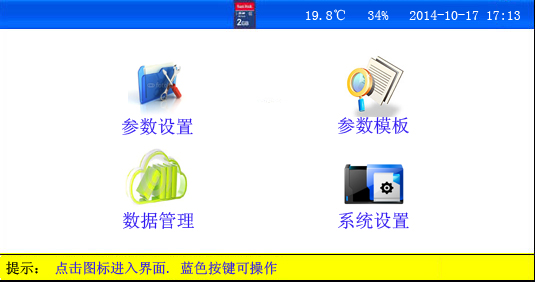 SanDisk
2GB
19.8℃ 34% 2014-10-17 17:13
参数设置 参数模板
数据管理 系统设置
提示: 点击图标进入界面. 蓝色按键可操作